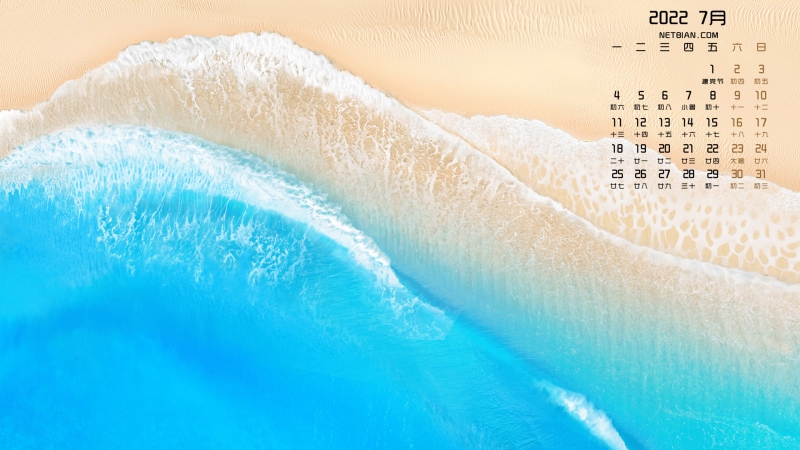 2022 7月
NETBIAN.COM
一 二 三 四 五 六 日
1 2 3
建党节 初四 初五
4 5 6 7 8 9 10
初六 初七 初八 小暑 初十 十一 十二
11 12 13 14 15 16 17
十三 十四 十五 十六 十七 十八 十九
18 19 20 21 22 23 24
二十 廿一 廿二 廿三 廿四 大暑 廿六
25 26 27 28 29 30 31
廿七 廿八 廿九 三十 初一 初二 初三